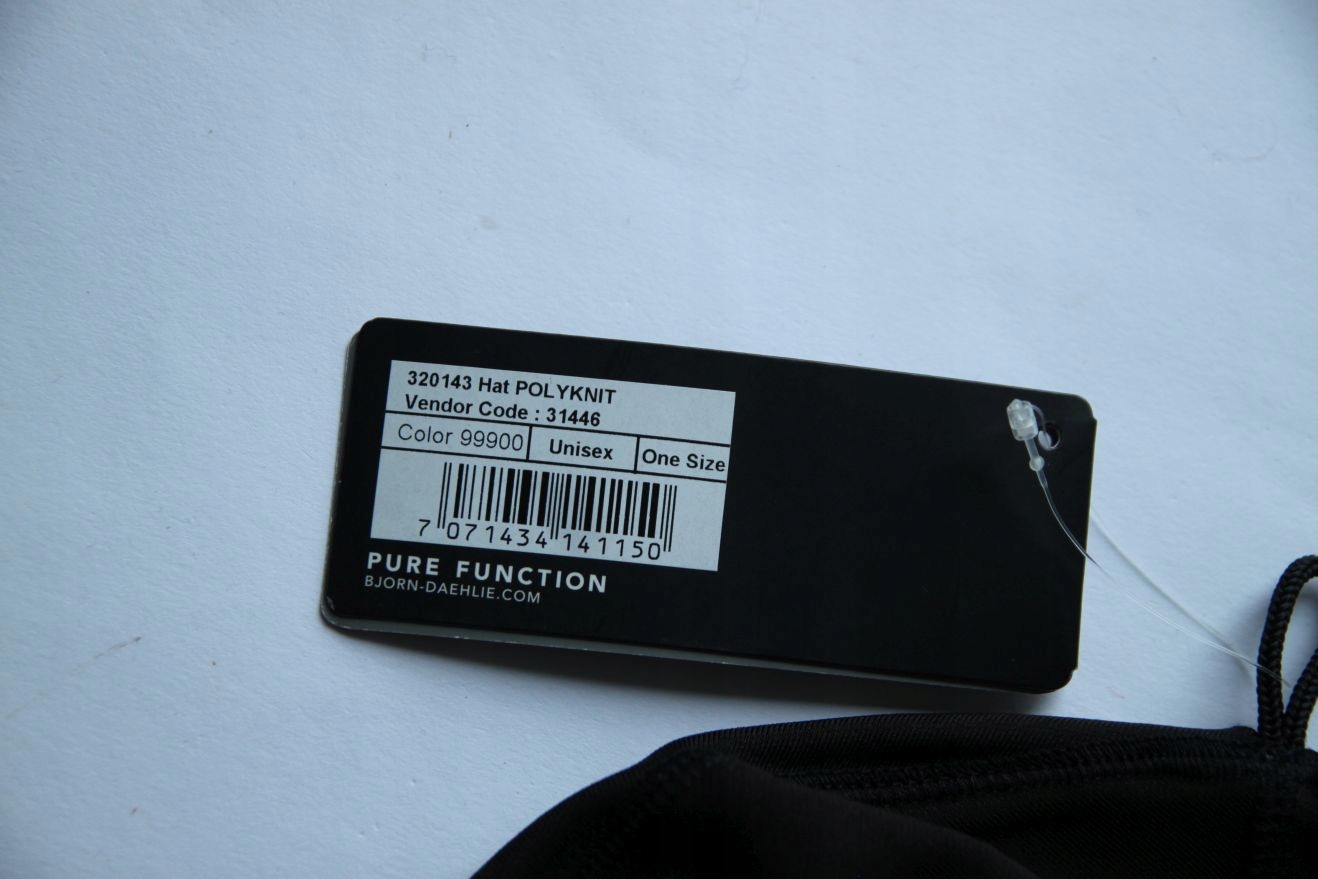 320143 Hat POLYKNIT
Vendor Code : 31446
Color 99900 Unisex One Size
7 071434 141150
PURE FUNCTION
BJORN-DAEHLIE.COM